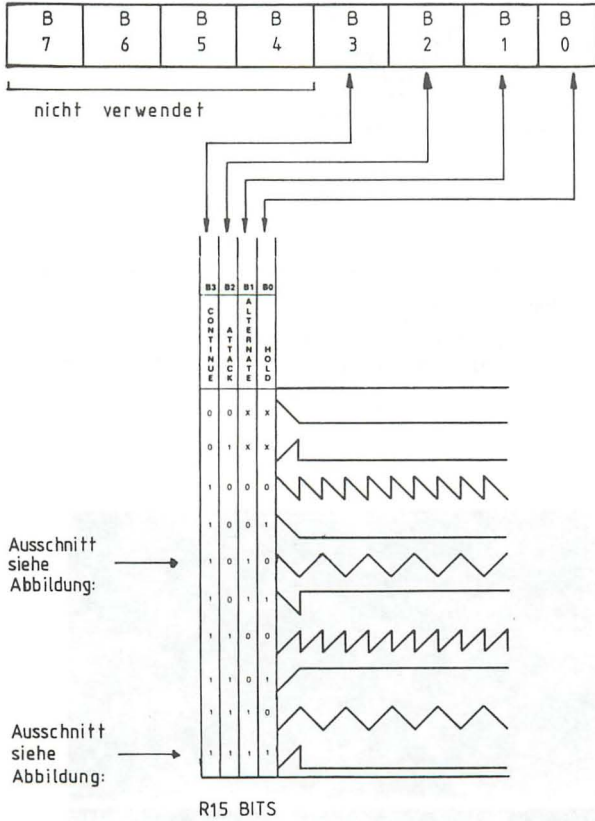 B B B B B B B B
7 6 5 4 3 2 1 0
nicht verwendet
B3 B2 B1 B0
CONTINUE ATTACK ALTERNATE HOLD
0 0 x x
0 1 x x
1 0 0 0
1 0 0 1
Ausschnitt
siehe
Abbildung:
1 0 1 0
1 0 1 1
1 1 0 0
1 1 0 1
1 1 1 0
Ausschnitt
siehe
Abbildung:
1 1 1 1
R15 BITS